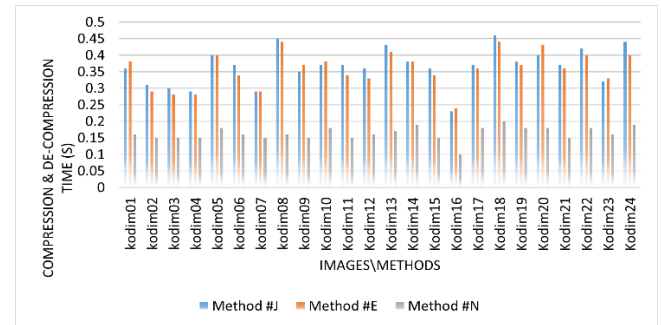 COMPRESSION & DE-COMPRESSION
TIME (S)
0.5
0.45
0.4
0.35
0.3
0.25
0.2
0.15
0.1
0.05
0
kodim01
kodim02
kodim03
kodim04
kodim05
kodim06
kodim07
kodim08
kodim09
Kodim10
Kodim11
Kodim12
Kodim13
Kodim14
Kodim15
Kodim16
Kodim17
Kodim18
Kodim19
Kodim20
Kodim21
Kodim22
Kodim23
Kodim24
IMAGES\METHODS
Method #J
Method #E
Method #N